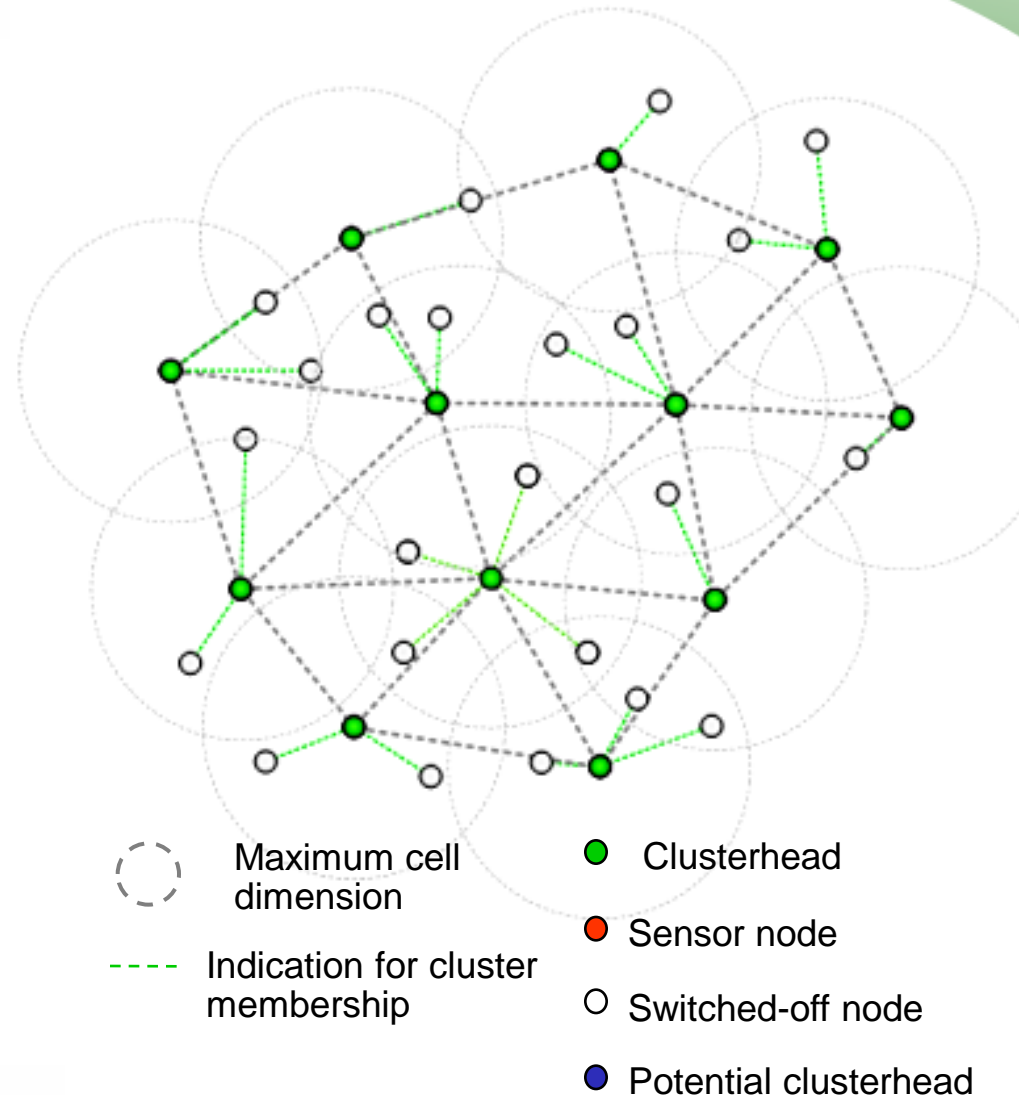 Maximum cell
dimension
Indication for cluster
membership
Clusterhead
Sensor node
Switched-off node
Potential clusterhead